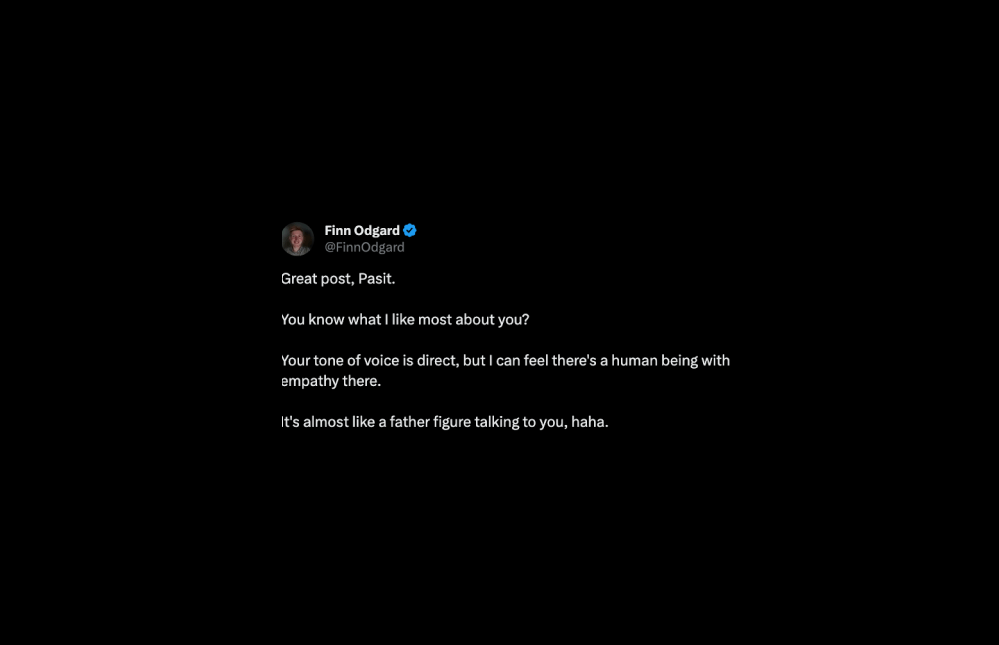 Finn Odgard
@FinnOdgard
Great post, Pasit.
You know what I like most about you?
Your tone of voice is direct, but I can feel there's a human being with
empathy there.
It's almost like a father figure talking to you, haha.